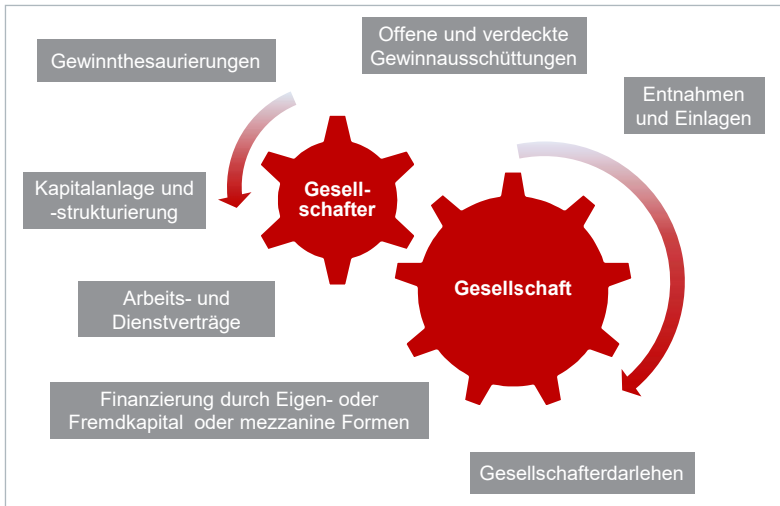 Offene und verdeckte
Gewinnausschüttungen
Gewinnthesaurierungen
Entnahmen
und Einlagen
Kapitalanlage und
-strukturierung
Gesell-
schafter
Gesellschaft
Arbeits- und
Dienstverträge
Finanzierung durch Eigen- oder
Fremdkapital oder mezzanine Formen
Gesellschafterdarlehen